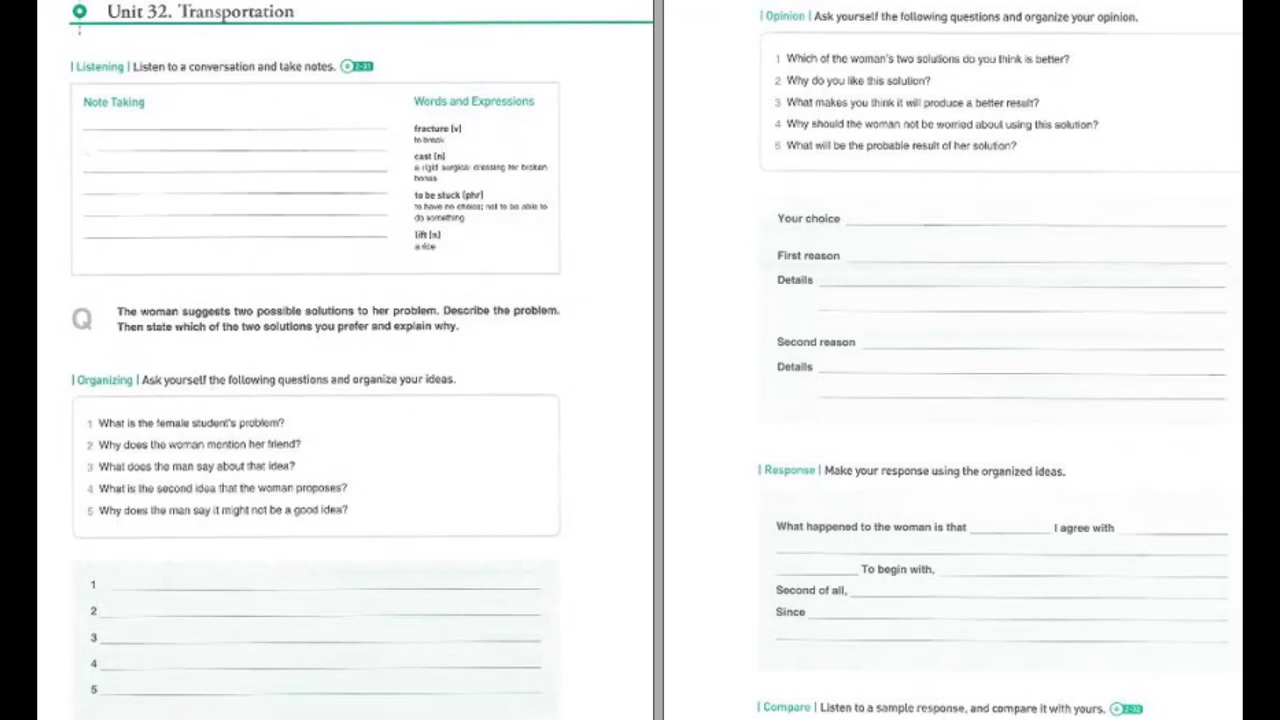 Unit 32. Transportation
| Listening | Listen to a conversation and take notes. 2-31
Note Taking
Words and Expressions
fracture [v]
to break
cast [n]
a rigid surgical dressing for broken
bones
to be stuck [phr]
to have no choice; not to be able to
do something
lift [n]
a ride
Q
The woman suggests two possible solutions to her problem. Describe the problem.
Then state which of the two solutions you prefer and explain why.
| Organizing | Ask yourself the following questions and organize your ideas.
1 What is the female student's problem?
2 Why does the woman mention her friend?
3 What does the man say about that idea?
4 What is the second idea that the woman proposes?
5 Why does the man say it might not be a good idea?
1
2
3
4
5
| Opinion | Ask yourself the following questions and organize your opinion.
1 Which of the woman's two solutions do you think is better?
2 Why do you like this solution?
3 What makes you think it will produce a better result?
4 Why should the woman not be worried about using this solution?
5 What will be the probable result of her solution?
Your choice
First reason
Details
Second reason
Details
| Response | Make your response using the organized ideas.
What happened to the woman is that I agree with
To begin with,
Second of all,
Since
| Compare | Listen to a sample response, and compare it with yours. 2-32